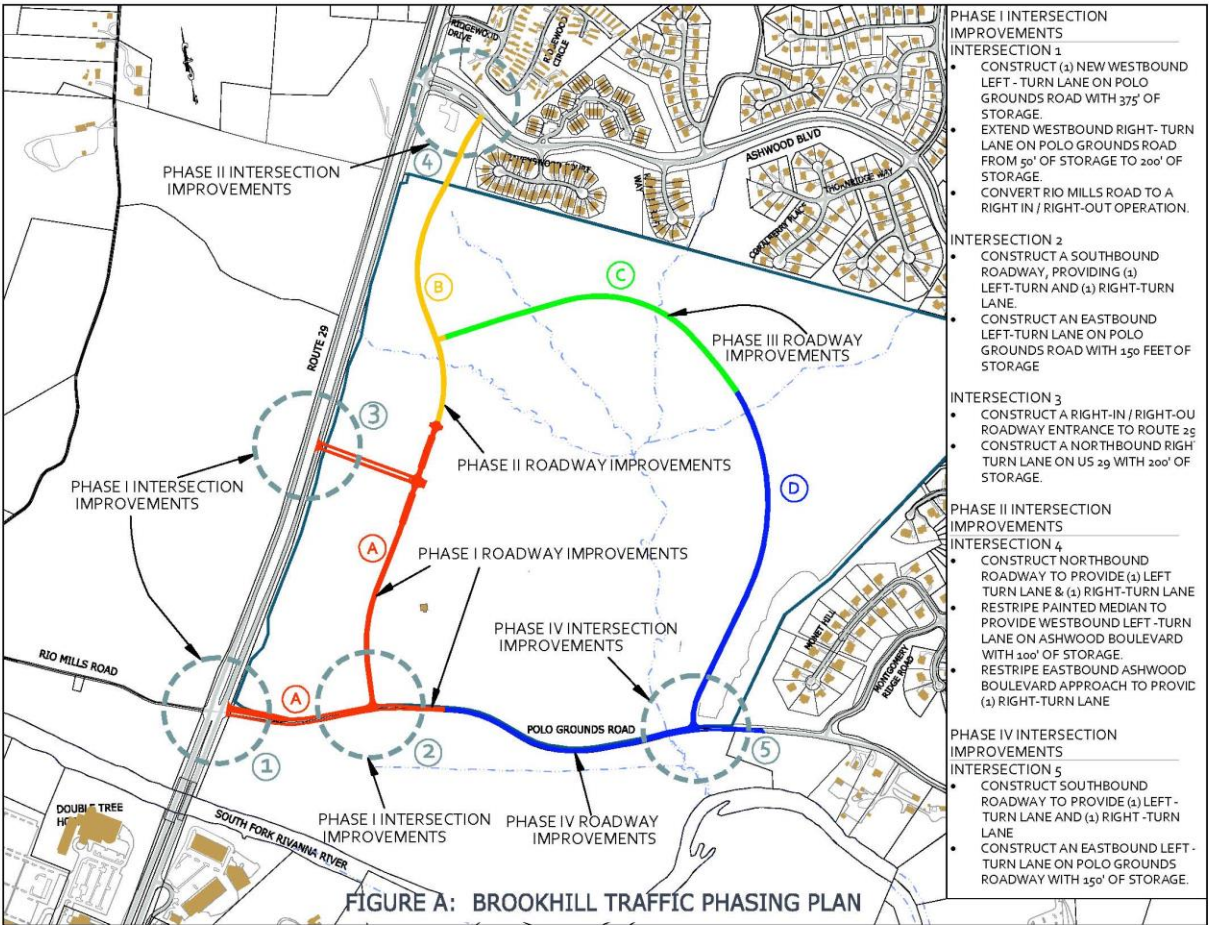 RIDGEWOOD
DRIVE
RIDGEWOOD
CIRCLE
PHASE II INTERSECTION
IMPROVEMENTS
4
ASHWOOD BLVD
WAY
THORNRIDGE WAY
CORALBERRY PLACE
B
C
ROUTE 29
PHASE III ROADWAY
IMPROVEMENTS
3
PHASE II ROADWAY IMPROVEMENTS
PHASE I INTERSECTION
IMPROVEMENTS
D
A
PHASE I ROADWAY IMPROVEMENTS
PHASE IV INTERSECTION
IMPROVEMENTS
MONET HILL
MONTGOMERY
RIDGE ROAD
RIO MILLS ROAD
A
POLO GROUNDS ROAD
1
2
5
DOUBLE TREE
SOUTH FORK RIVANNA RIVER
PHASE I INTERSECTION
IMPROVEMENTS
PHASE IV ROADWAY
IMPROVEMENTS
FIGURE A: BROOKHILL TRAFFIC PHASING PLAN
PHASE I INTERSECTION
IMPROVEMENTS
INTERSECTION 1
• CONSTRUCT (1) NEW WESTBOUND
LEFT - TURN LANE ON POLO
GROUNDS ROAD WITH 375' OF
STORAGE.
• EXTEND WESTBOUND RIGHT- TURN
LANE ON POLO GROUNDS ROAD
FROM 50' OF STORAGE TO 200' OF
STORAGE.
• CONVERT RIO MILLS ROAD TO A
RIGHT IN / RIGHT-OUT OPERATION.
INTERSECTION 2
• CONSTRUCT A SOUTHBOUND
ROADWAY, PROVIDING (1)
LEFT-TURN AND (1) RIGHT-TURN
LANE.
• CONSTRUCT AN EASTBOUND
LEFT-TURN LANE ON POLO
GROUNDS ROAD WITH 150 FEET OF
STORAGE
INTERSECTION 3
• CONSTRUCT A RIGHT-IN / RIGHT-OU
ROADWAY ENTRANCE TO ROUTE
• CONSTRUCT A NORTHBOUND RIGH
TURN LANE ON US 29 WITH 200' OF
STORAGE.
PHASE II INTERSECTION
IMPROVEMENTS
INTERSECTION 4
• CONSTRUCT NORTHBOUND
ROADWAY TO PROVIDE (1) LEFT
TURN LANE & (1) RIGHT-TURN LANE
• RESTRIPE PAINTED MEDIAN TO
PROVIDE WESTBOUND LEFT -TURN
LANE ON ASHWOOD BOULEVARD
WITH 100' OF STORAGE.
• RESTRIPE EASTBOUND ASHWOOD
BOULEVARD APPROACH TO PROVID
(1) RIGHT-TURN LANE
PHASE IV INTERSECTION
IMPROVEMENTS
INTERSECTION 5
• CONSTRUCT SOUTHBOUND
ROADWAY TO PROVIDE (1) LEFT -
TURN LANE AND (1) RIGHT -TURN
LANE
• CONSTRUCT AN EASTBOUND LEFT -
TURN LANE ON POLO GROUNDS
ROADWAY WITH 150' OF STORAGE.